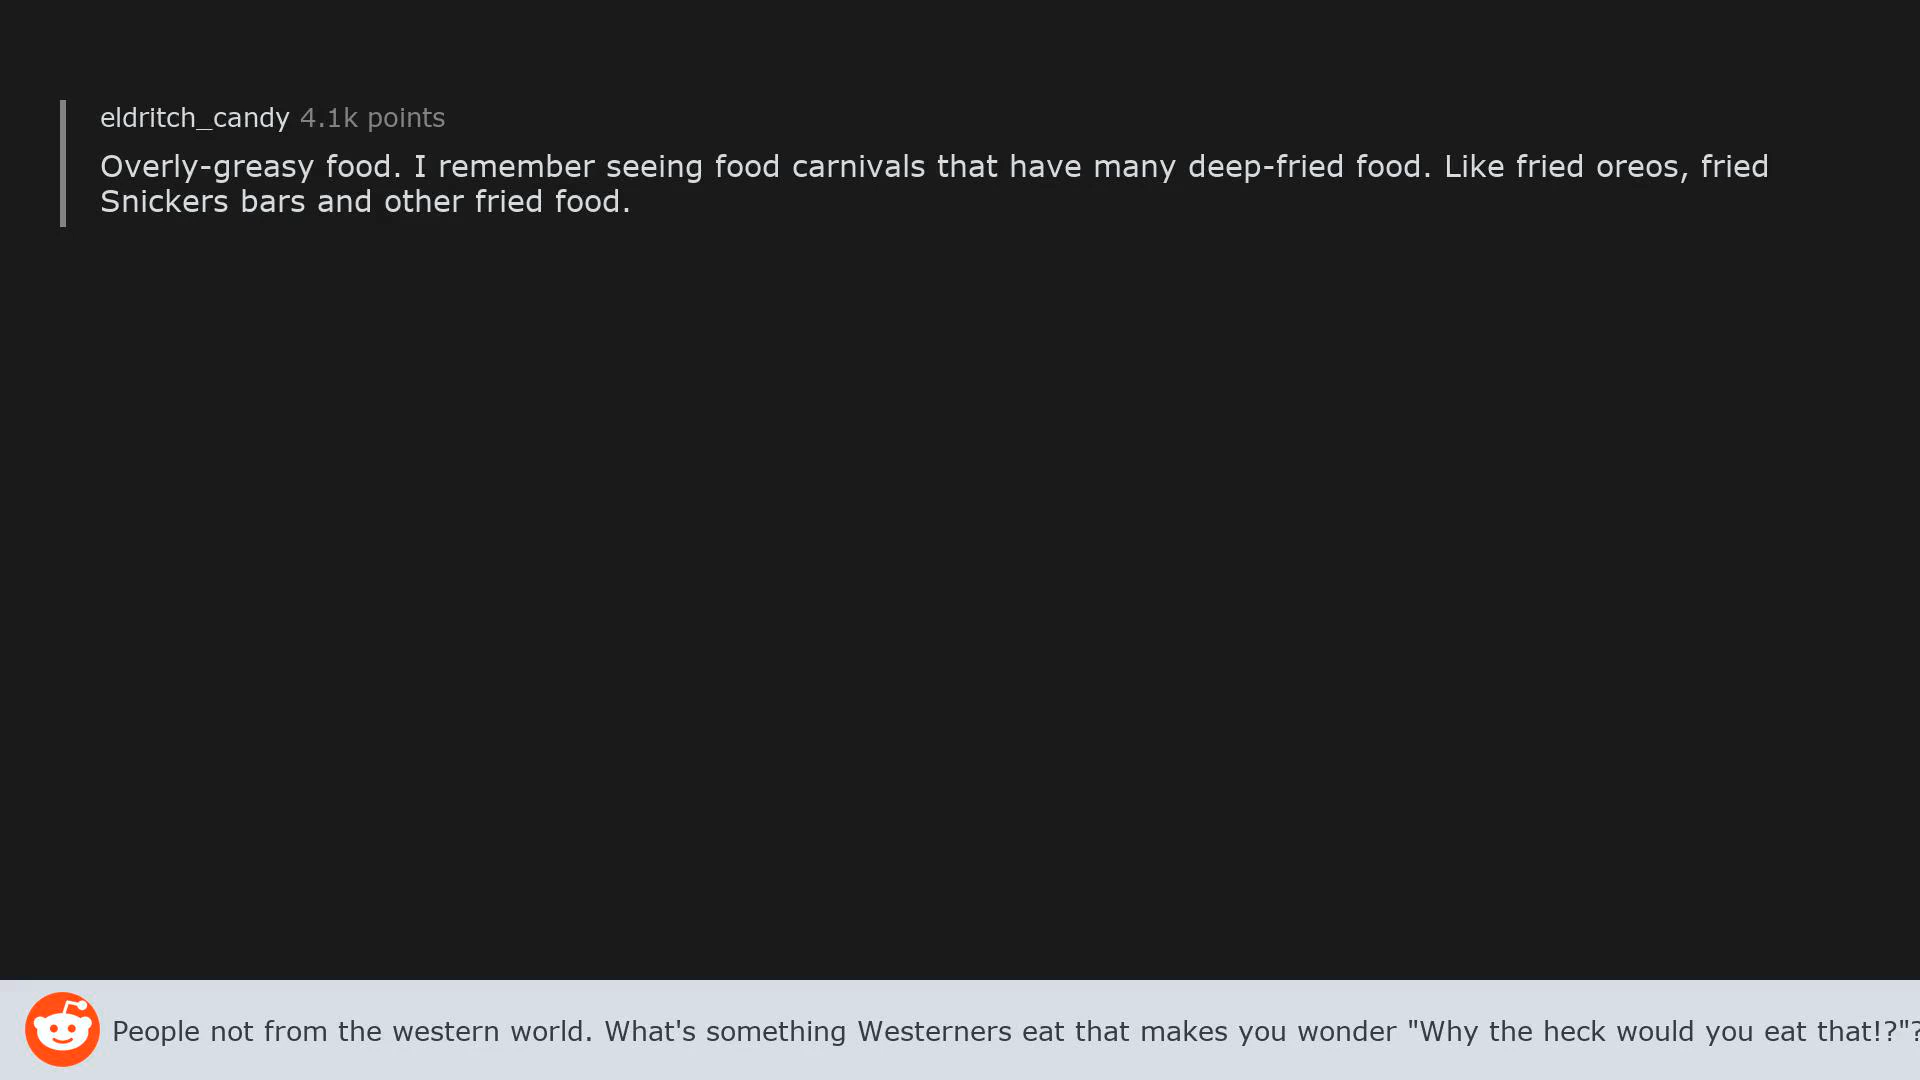 eldritch_candy 4.1k points
Overly-greasy food. I remember seeing food carnivals that have many deep-fried food. Like fried oreos, fried
Snickers bars and other fried food.
People not from the western world. What's something Westerners eat that makes you wonder "Why the heck would you eat that!?"?